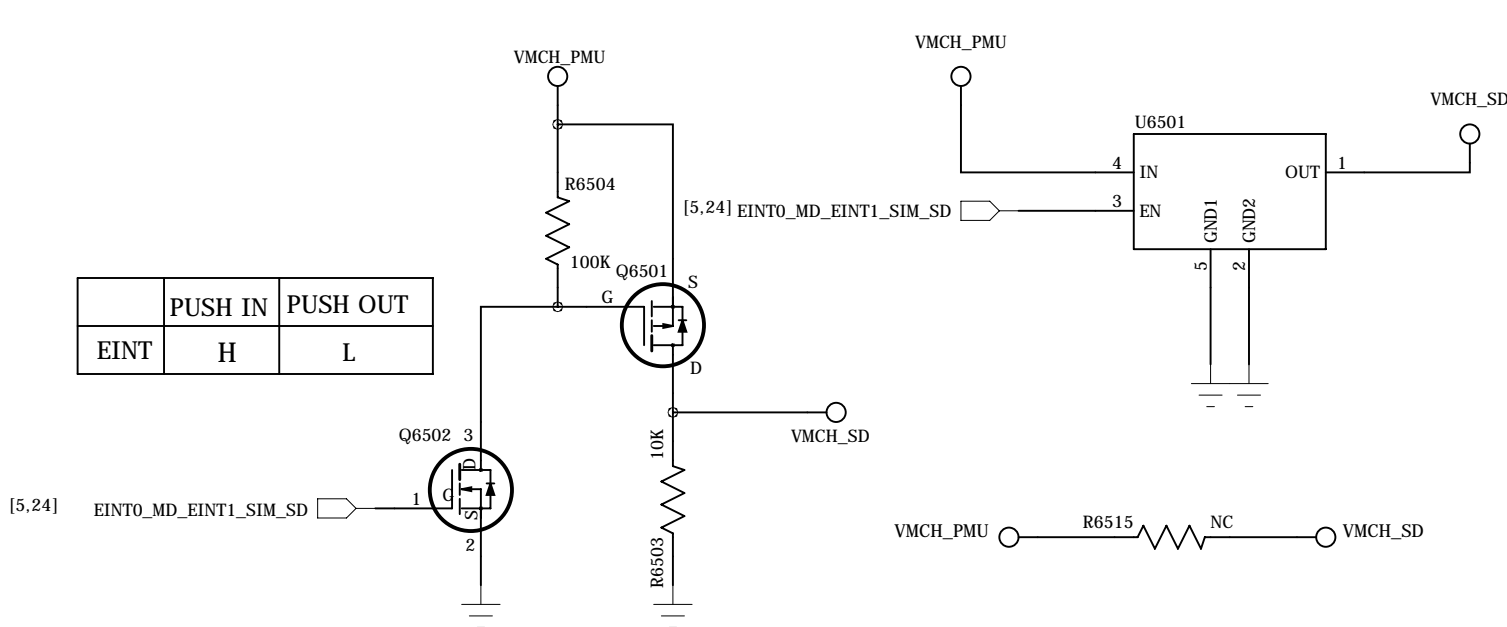 VMCH_PMU
R6504
100K
Q6501
S
G
D
PUSH IN PUSH OUT
EINT H L
VMCH_SD
10K
R6503
Q6502 3
D
G
S
1
2
[5,24] EINT0_MD_EINT1_SIM_SD
VMCH_PMU
VMCH_SD
U6501
4 IN
OUT 1
[5,24] EINT0_MD_EINT1_SIM_SD
3 EN
GND1
GND2
5
2
VMCH_PMU R6515 NC VMCH_SD